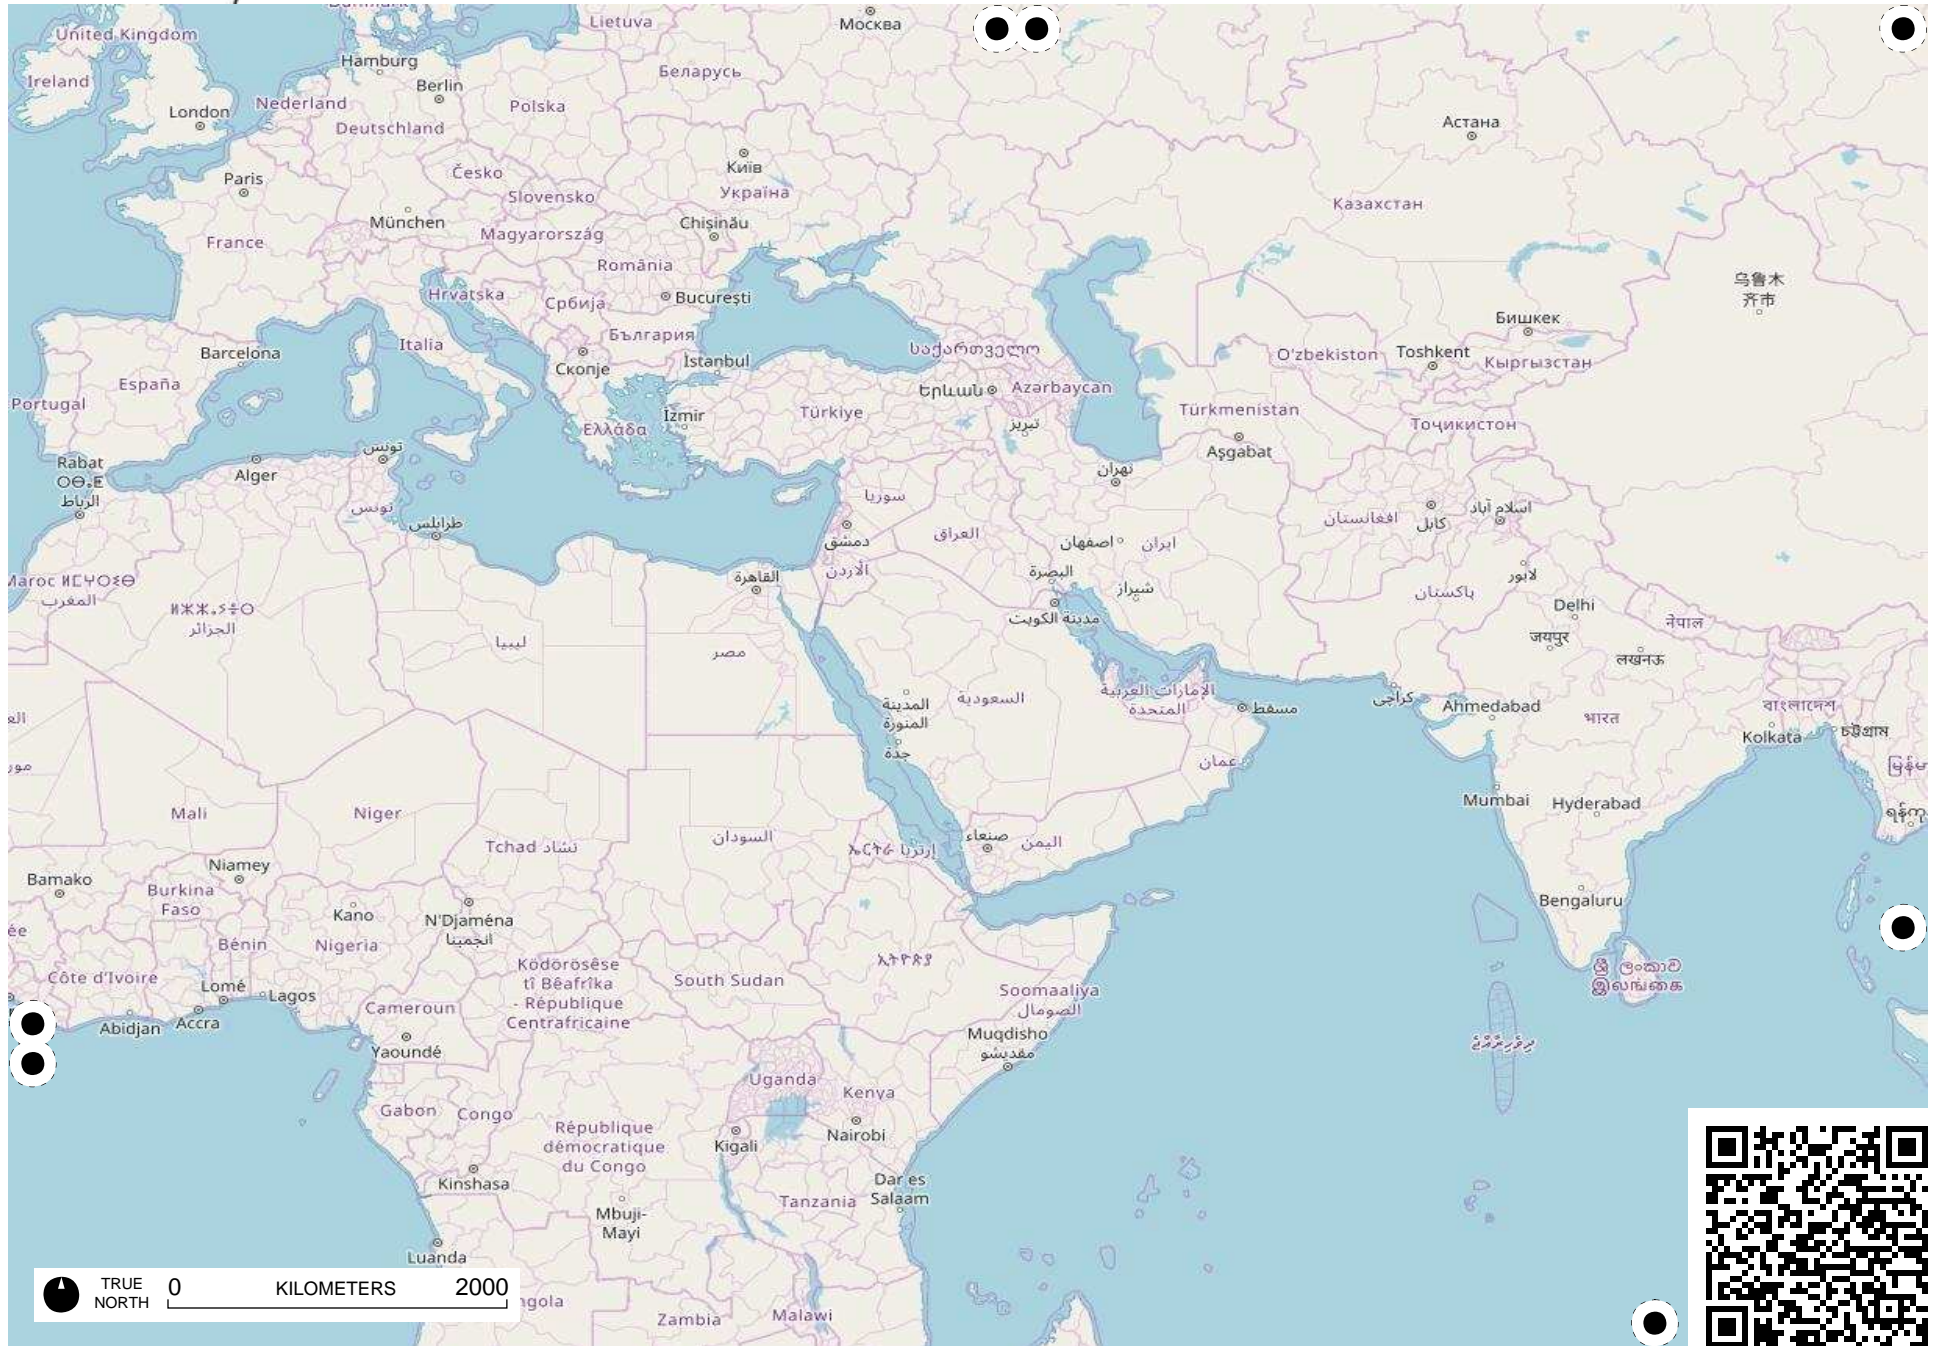 United Kingdom
Ireland
London
Hamburg
Berlin
Nederland
Deutschland
Lietuva
Москва
Беларусь
Polska
Paris
München
France
Česko
Slovensko
Magyarország
Київ
Україна
Chișinău
România
București
Hrvatska
Србија
България
Астана
Казахстан
乌鲁木
齐市
Бишкек
Toshkent
Кыргызстан
O'zbekiston
Barcelona
España
Portugal
Italia
Скопје
İstanbul
İzmir
Türkiye
Ελλάδα
საქართველო
Երևան
Azərbaycan
تبریز
Türkmenistan
Aşgabat
Тоҷикистон
Rabat
ⵔⴱⴰⵟ
الرباط
Alger
تونس
تونس
طرابلس
سوريا
دمشق
العراق
الأردن
القاهرة
تهران
اصفهان
ایران
البصرة
شیراز
مدينة الكويت
افغانستان
کابل
اسلام آباد
لاہور
پاکستان
Delhi
जयपुर
लखनऊ
नेपाल
المغرب
الجزائر
ليبيا
مصر
المدينة
المنورة
السعودية
جدة
الإمارات العربية
المتحدة
مسقط
عمان
کراچی
Ahmedabad
भारत
বাংলাদেশ
Kolkata
চট্টগ্রাম
Mali
Niger
Tchad تشاد
السودان
ኤርትራ إرتريا
صنعاء
اليمن
Mumbai
Hyderabad
Bengaluru
Bamako
Niamey
Burkina
Faso
Kano
N'Djaména
انجمينا
Bénin
Nigeria
Côte d'Ivoire
Lomé
Lagos
Abidjan
Accra
Cameroun
Yaoundé
Ködörösêse
tî Bêafrîka
- République
Centrafricaine
South Sudan
ኢትዮጵያ
Soomaaliya
الصومال
Muqdisho
مقديشو
ශ්‍රී ලංකාව
இலங்கை
ދިވެހިރާއްޖެ
Uganda
Kenya
Gabon
Congo
République
démocratique
du Congo
Kigali
Nairobi
Kinshasa
Mbuji-
Mayi
Tanzania
Dar es
Salaam
Luanda
Zambia
Malawi
TRUE
NORTH
0 KILOMETERS 2000